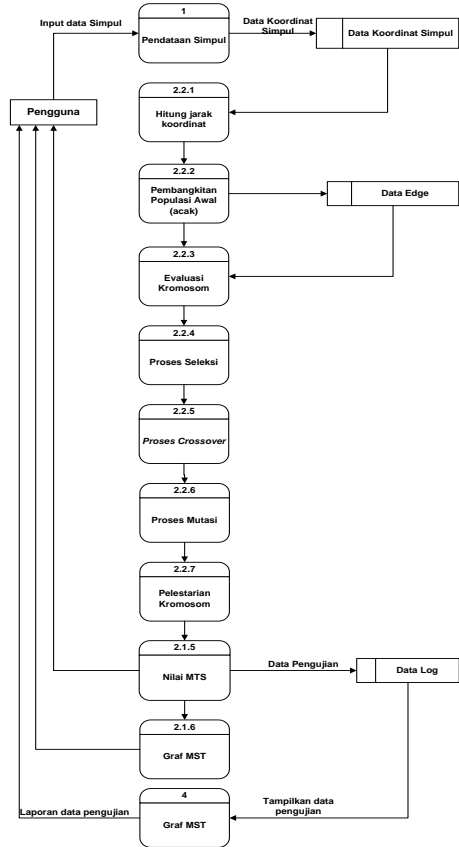 1
Input data Simpul
Pendataan Simpul
Data Koordinat
Simpul
Data Koordinat Simpul
Pengguna
2.2.1
Hitung jarak
koordinat
2.2.2
Pembangkitan
Populasi Awal
(acak)
Data Edge
2.2.3
Evaluasi
Kromosom
2.2.4
Proses Seleksi
2.2.5
Proses Crossover
2.2.6
Proses Mutasi
2.2.7
Pelestarian
Kromosom
2.1.5
Nilai MTS
Data Pengujian
Data Log
2.1.6
Graf MST
4
Graf MST
Laporan data pengujian
Tampilkan data
pengujian